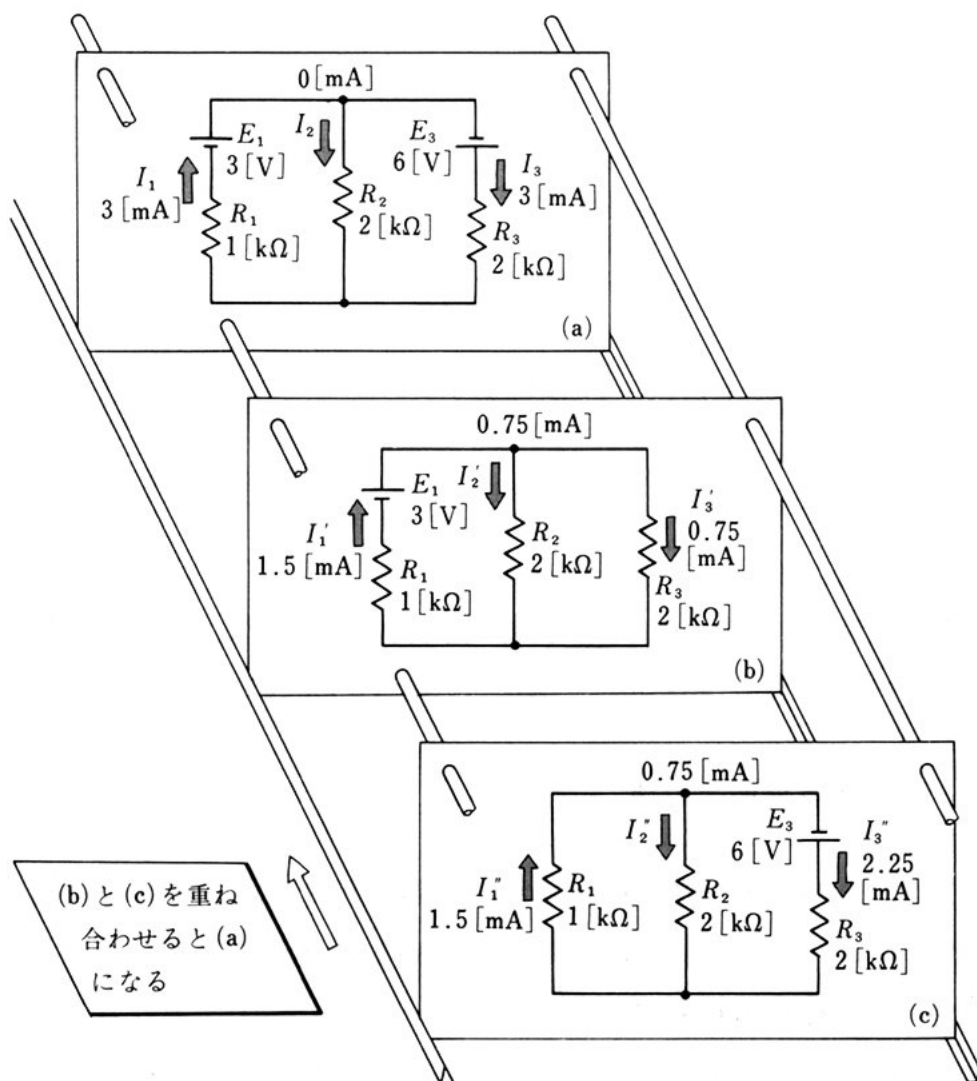 0[mA]
I₂
E₁
3[V]
E₃
6[V]
I₁
3[mA]
I₃
3[mA]
R₁
1[kΩ]
R₂
2[kΩ]
R₃
2[kΩ]
(a)
0.75[mA]
I₂′
E₁
3[V]
I₁′
1.5[mA]
I₃′
0.75
[mA]
R₁
1[kΩ]
R₂
2[kΩ]
R₃
2[kΩ]
(b)
0.75[mA]
I₂″
E₃
6[V]
I₁″
1.5[mA]
I₃″
2.25
[mA]
R₁
1[kΩ]
R₂
2[kΩ]
R₃
2[kΩ]
(c)
(b)と(c)を重ね
合わせると(a)
になる